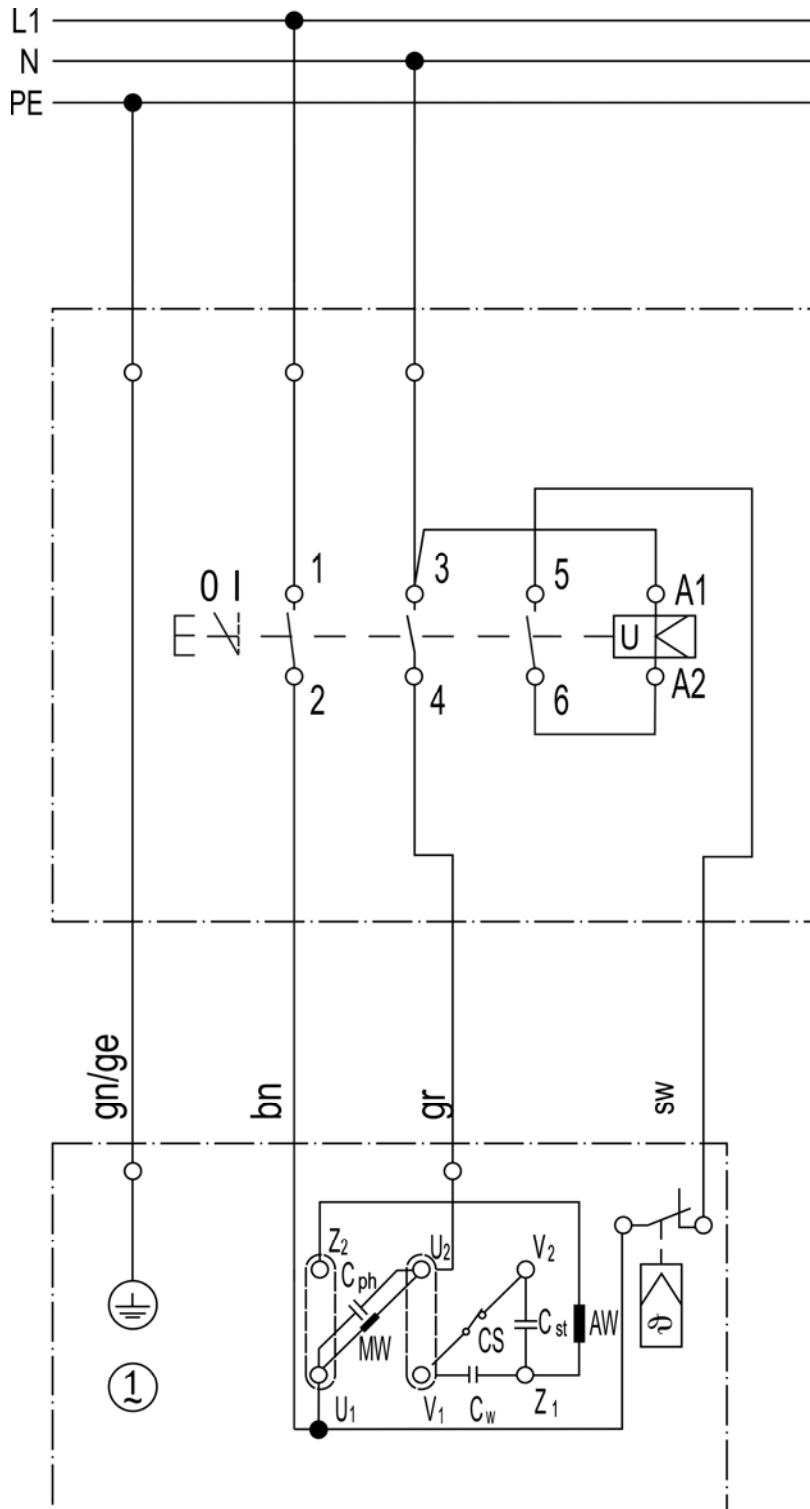 L1
N
PE
0 I
1
3
5
A1
U
2
4
6
A2
gn/ge
bn
gr
sw
Z2
U2
V2
Cph
MW
CS
Cst
AW
ϑ
U1
V1
Cw
Z1
1~